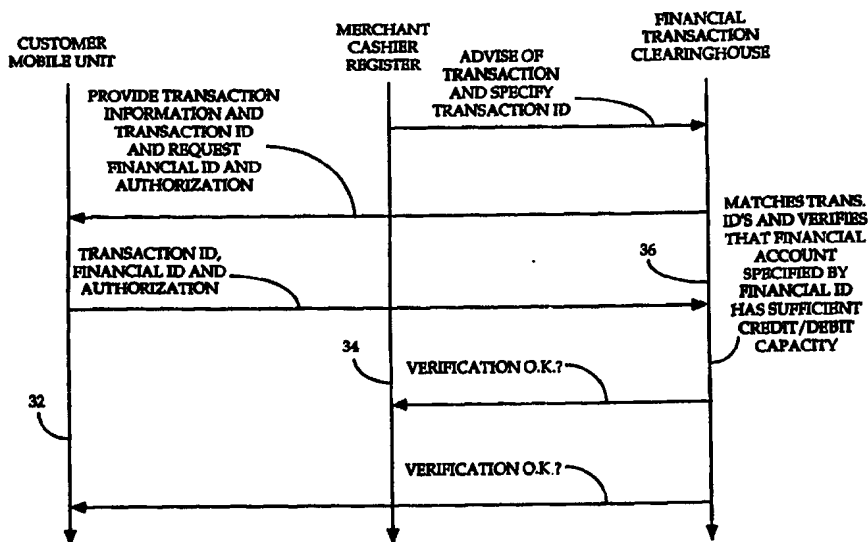 CUSTOMER
MOBILE UNIT
MERCHANT
CASHIER
REGISTER
FINANCIAL
TRANSACTION
CLEARINGHOUSE
ADVISE OF
TRANSACTION
AND SPECIFY
TRANSACTION ID
PROVIDE TRANSACTION
INFORMATION AND
TRANSACTION ID
AND REQUEST
FINANCIAL ID AND
AUTHORIZATION
MATCHES TRANS.
ID'S AND VERIFIES
THAT FINANCIAL
ACCOUNT
SPECIFIED BY
FINANCIAL ID
HAS SUFFICIENT
CREDIT/DEBIT
CAPACITY
36
TRANSACTION ID,
FINANCIAL ID AND
AUTHORIZATION
34
VERIFICATION O.K.?
32
VERIFICATION O.K.?